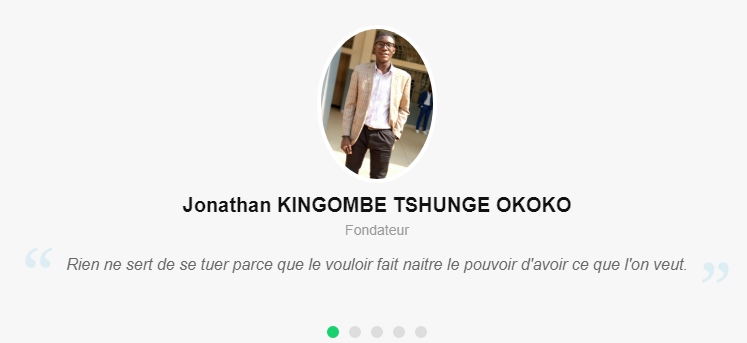 Jonathan KINGOMBE TSHUNGE OKOKO
Fondateur
“ Rien ne sert de se tuer parce que le vouloir fait naitre le pouvoir d'avoir ce que l'on veut. ”